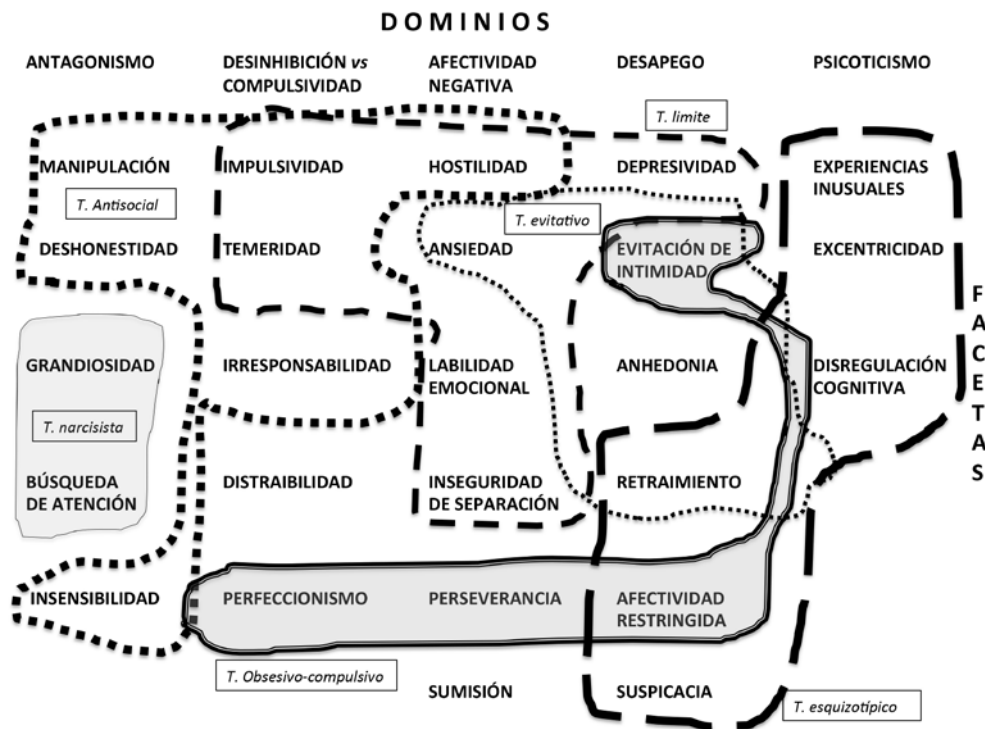 DOMINIOS
ANTAGONISMO
DESINHIBICIÓN vs
COMPULSIVIDAD
AFECTIVIDAD
NEGATIVA
DESAPEGO
PSICOTICISMO
T. limite
MANIPULACIÓN
IMPULSIVIDAD
HOSTILIDAD
DEPRESIVIDAD
EXPERIENCIAS
INUSUALES
T. Antisocial
T. evitativo
DESHONESTIDAD
TEMERIDAD
ANSIEDAD
EVITACIÓN DE
INTIMIDAD
EXCENTRICIDAD
FACETAS
GRANDIOSIDAD
IRRESPONSABILIDAD
LABILIDAD
EMOCIONAL
ANHEDONIA
DISREGULACIÓN
COGNITIVA
T. narcisista
BÚSQUEDA
DE ATENCIÓN
DISTRAIBILIDAD
INSEGURIDAD
DE SEPARACIÓN
RETRAIMIENTO
INSENSIBILIDAD
PERFECCIONISMO
PERSEVERANCIA
AFECTIVIDAD
RESTRINGIDA
T. Obsesivo-compulsivo
SUMISIÓN
SUSPICACIA
T. esquizotípico